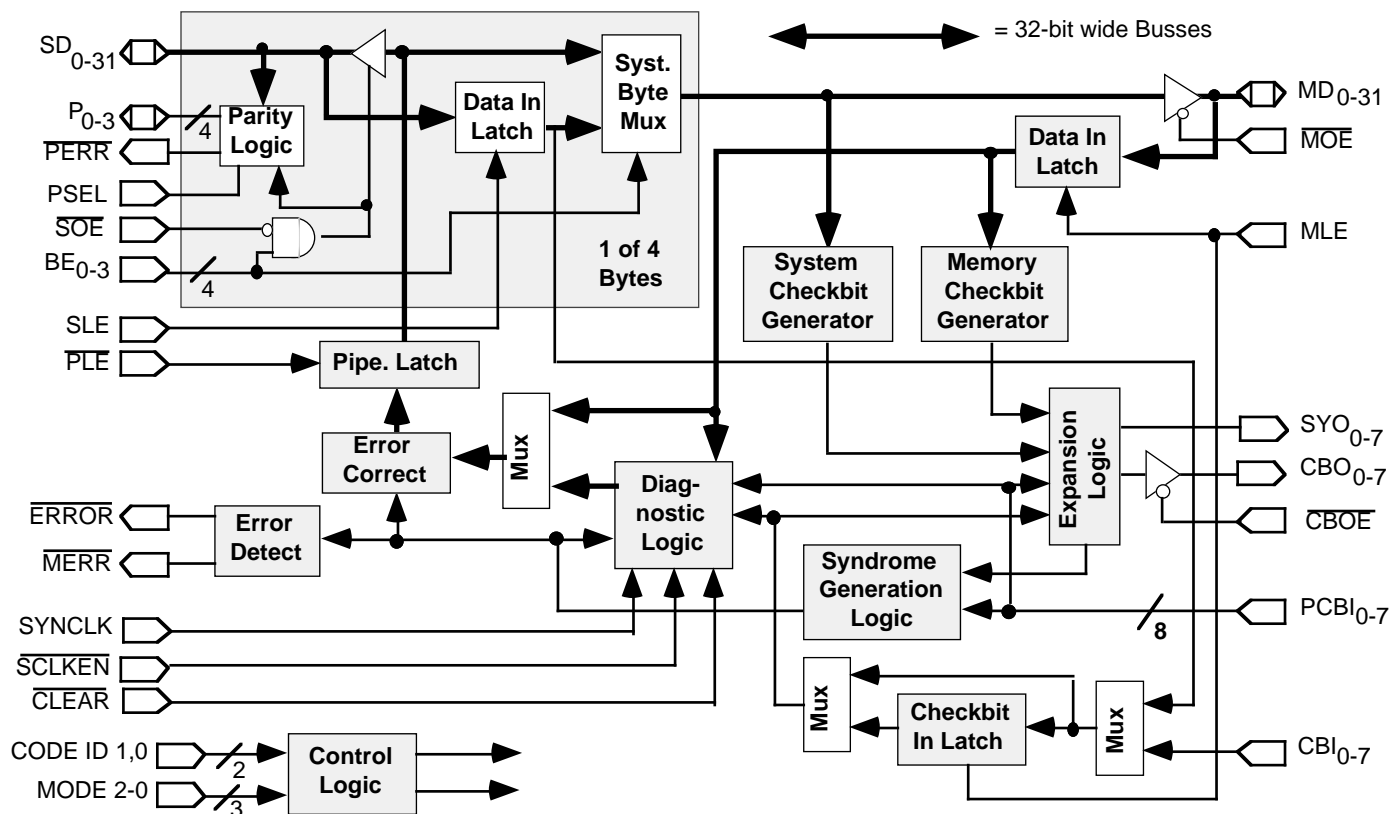 SD0-31
P0-3
4
PERR
PSEL
SOE
BE0-3
4
SLE
PLE
Parity
Logic
Data In
Latch
Syst.
Byte
Mux
1 of 4
Bytes
= 32-bit wide Busses
MD0-31
MOE
Data In
Latch
MLE
System
Checkbit
Generator
Memory
Checkbit
Generator
Pipe. Latch
Error
Correct
Mux
Diag-
nostic
Logic
Expansion
Logic
SYO0-7
CBO0-7
CBOE
ERROR
MERR
Error
Detect
Syndrome
Generation
Logic
PCBI0-7
8
SYNCLK
SCLKEN
CLEAR
Mux
Checkbit
In Latch
Mux
CBI0-7
CODE ID 1,0
2
MODE 2-0
3
Control
Logic